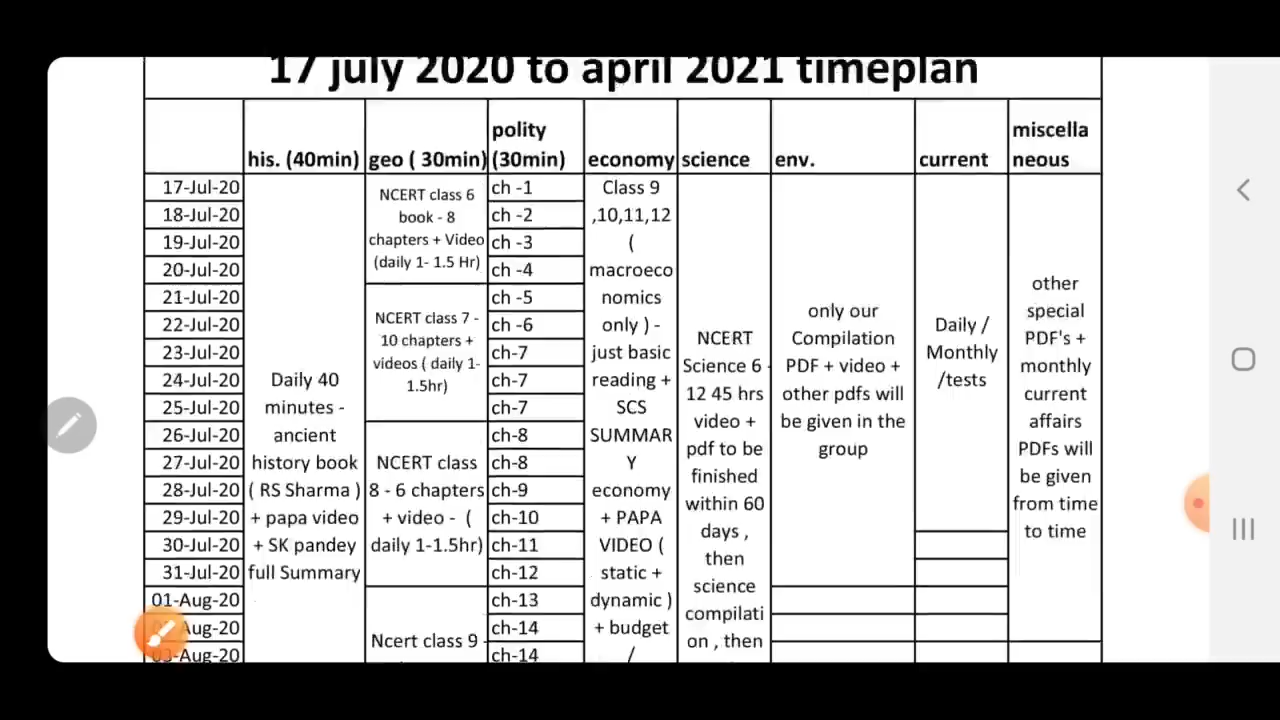 17 july 2020 to april 2021 timeplan
his. (40min)
geo ( 30min)
polity
(30min)
economy
science
env.
current
miscella
neous
17-Jul-20
18-Jul-20
19-Jul-20
20-Jul-20
21-Jul-20
22-Jul-20
23-Jul-20
24-Jul-20
25-Jul-20
26-Jul-20
27-Jul-20
28-Jul-20
29-Jul-20
30-Jul-20
31-Jul-20
01-Aug-20
Aug-20
03-Aug-20
Daily 40
minutes -
ancient
history book
( RS Sharma )
+ papa video
+ SK pandey
full Summary
NCERT class 6
book - 8
chapters + Video
(daily 1- 1.5 Hr)
NCERT class 7 -
10 chapters +
videos ( daily 1-
1.5hr)
NCERT class
8 - 6 chapters
+ video - (
daily 1-1.5hr)
Ncert class 9 -
ch -1
ch -2
ch -3
ch -4
ch -5
ch -6
ch-7
ch-7
ch-7
ch-8
ch-8
ch-9
ch-10
ch-11
ch-12
ch-13
ch-14
ch-14
Class 9
,10,11,12
(
macroeco
nomics
only ) -
just basic
reading +
SCS
SUMMAR
Y
economy
+ PAPA
VIDEO (
static +
dynamic )
+ budget
/
NCERT
Science 6 -
12 45 hrs
video +
pdf to be
finished
within 60
days ,
then
science
compilati
on , then
only our
Compilation
PDF + video +
other pdfs will
be given in the
group
Daily /
Monthly
/tests
other
special
PDF's +
monthly
current
affairs
PDFs will
be given
from time
to time